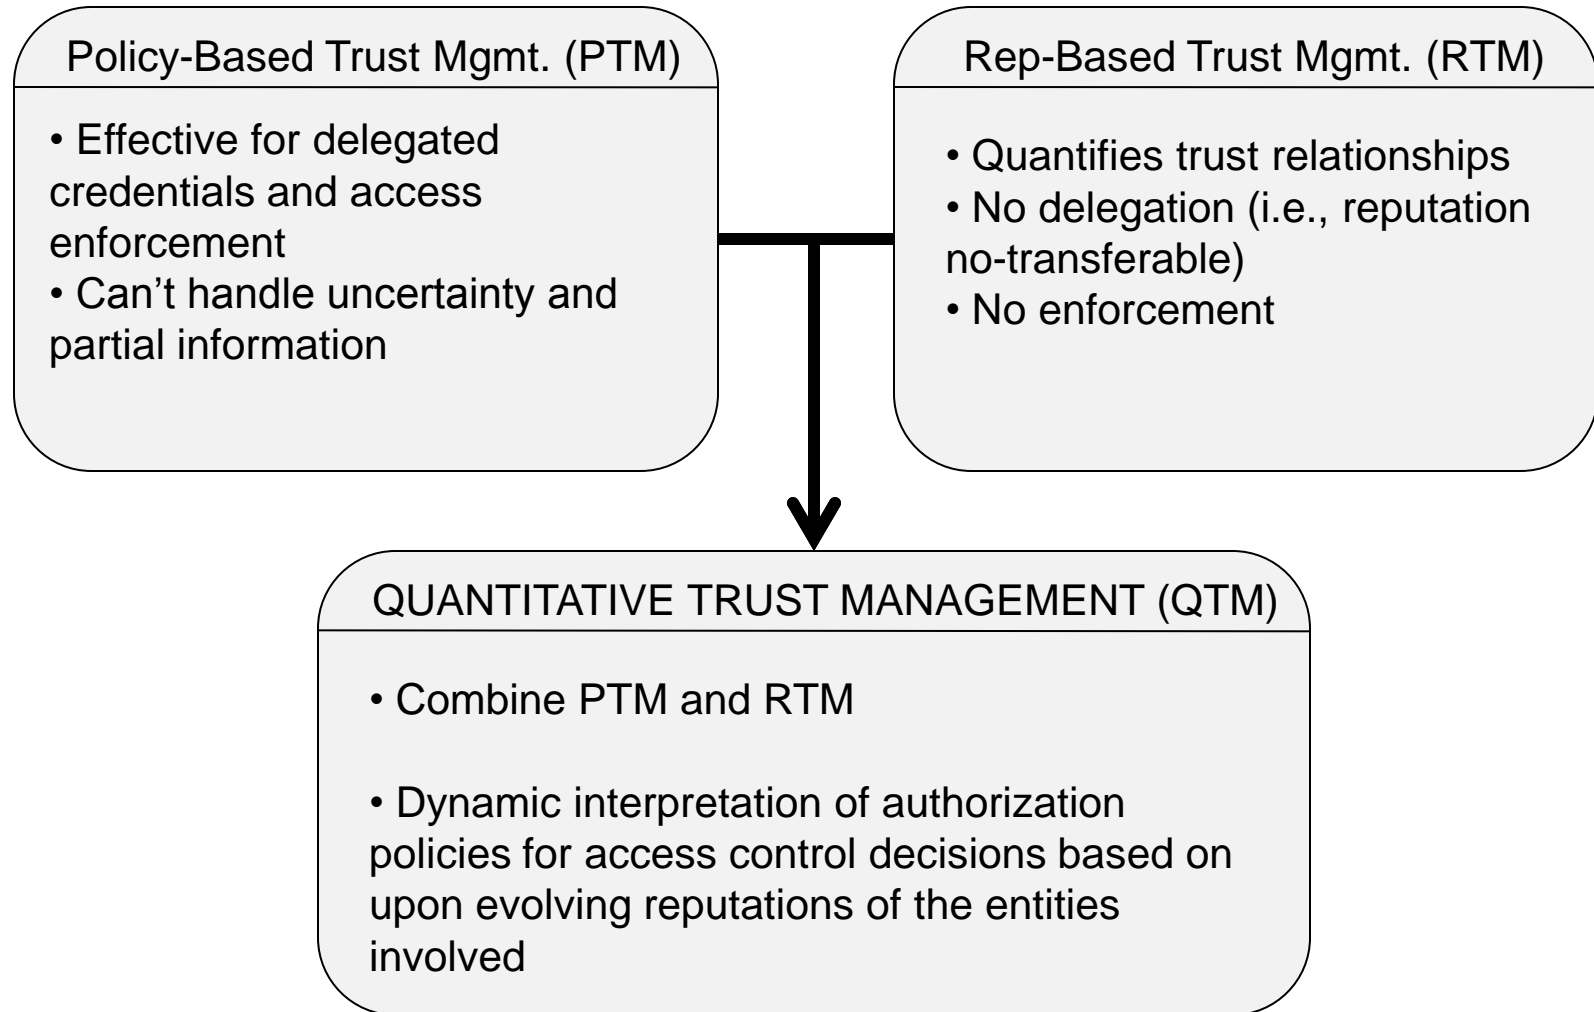 Policy-Based Trust Mgmt. (PTM)
• Effective for delegated
credentials and access
enforcement
• Can’t handle uncertainty and
partial information
Rep-Based Trust Mgmt. (RTM)
• Quantifies trust relationships
• No delegation (i.e., reputation
no-transferable)
• No enforcement
QUANTITATIVE TRUST MANAGEMENT (QTM)
• Combine PTM and RTM
• Dynamic interpretation of authorization
policies for access control decisions based on
upon evolving reputations of the entities
involved